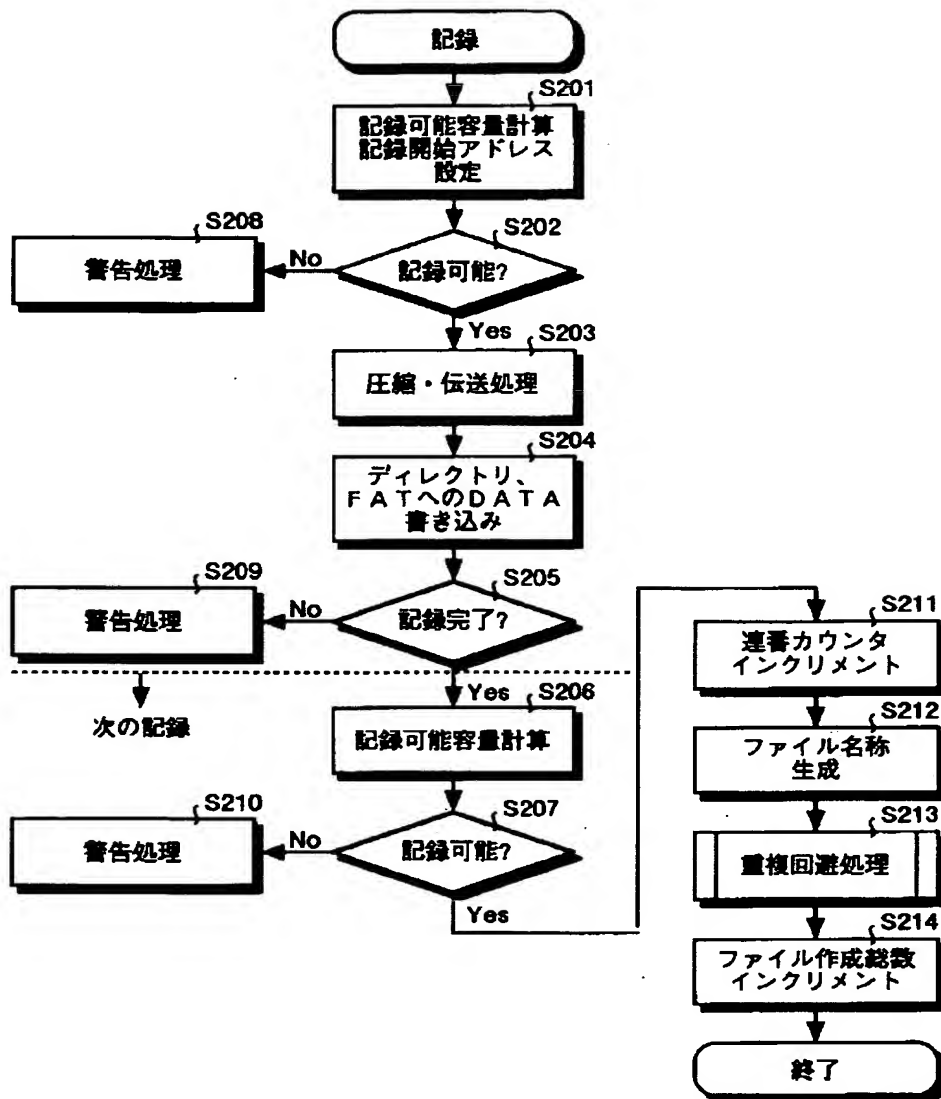 記録
S201
記録可能容量計算
記録開始アドレス
設定
S202
記録可能?
No
S208
警告処理
Yes
S203
圧縮・伝送処理
S204
ディレクトリ、
FATへのDATA
書き込み
S205
記録完了?
No
S209
警告処理
次の記録
Yes
S206
記録可能容量計算
S207
記録可能?
No
S210
警告処理
Yes
S211
連番カウンタ
インクリメント
S212
ファイル名称
生成
S213
重複回避処理
S214
ファイル作成総数
インクリメント
終了